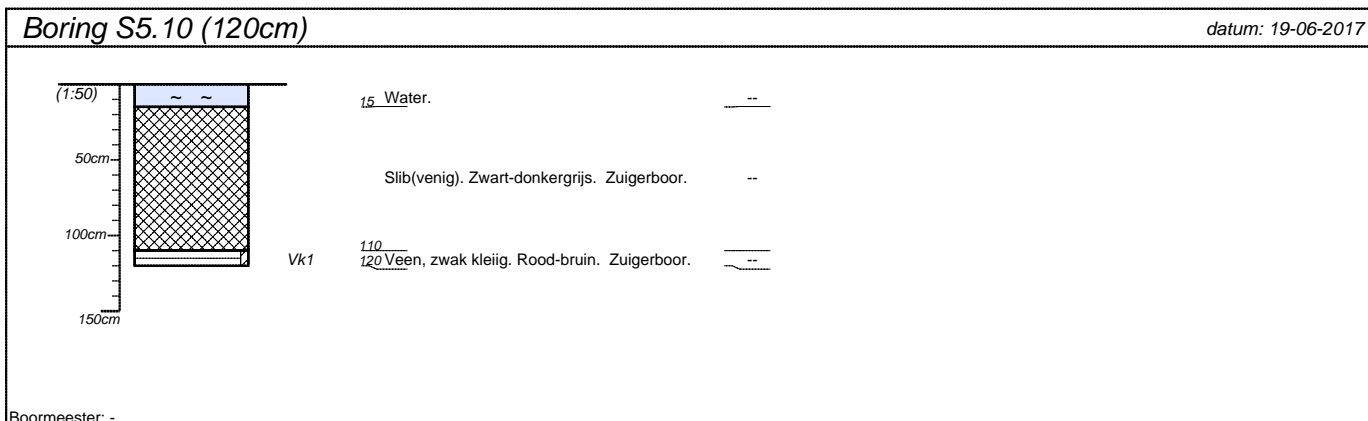 Boring S5.10 (120cm) datum: 19-06-2017
(1:50) ~ ~ 15 Water. --
50cm
Slib(venig). Zwart-donkergrijs. Zuigerboor. --
100cm
110
Vk1 120 Veen, zwak kleiig. Rood-bruin. Zuigerboor. --
150cm
Boormeester: -